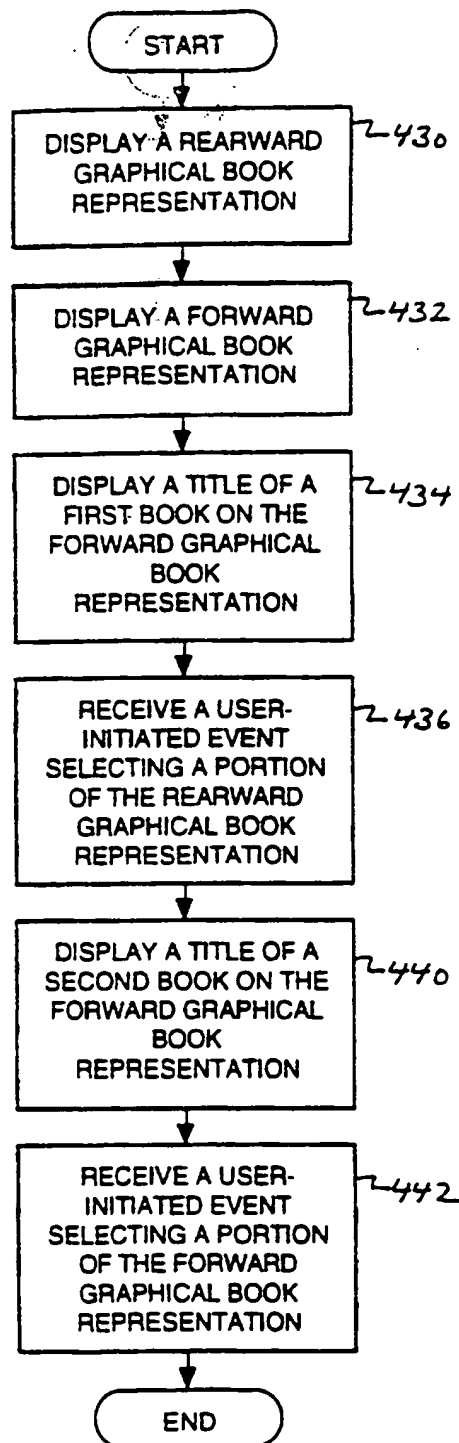 START
DISPLAY A REARWARD
GRAPHICAL BOOK
REPRESENTATION
430
DISPLAY A FORWARD
GRAPHICAL BOOK
REPRESENTATION
432
DISPLAY A TITLE OF A
FIRST BOOK ON THE
FORWARD GRAPHICAL
BOOK
REPRESENTATION
434
RECEIVE A USER-
INITIATED EVENT
SELECTING A PORTION
OF THE REARWARD
GRAPHICAL BOOK
REPRESENTATION
436
DISPLAY A TITLE OF A
SECOND BOOK ON THE
FORWARD GRAPHICAL
BOOK
REPRESENTATION
440
RECEIVE A USER-
INITIATED EVENT
SELECTING A PORTION
OF THE FORWARD
GRAPHICAL BOOK
REPRESENTATION
442
END